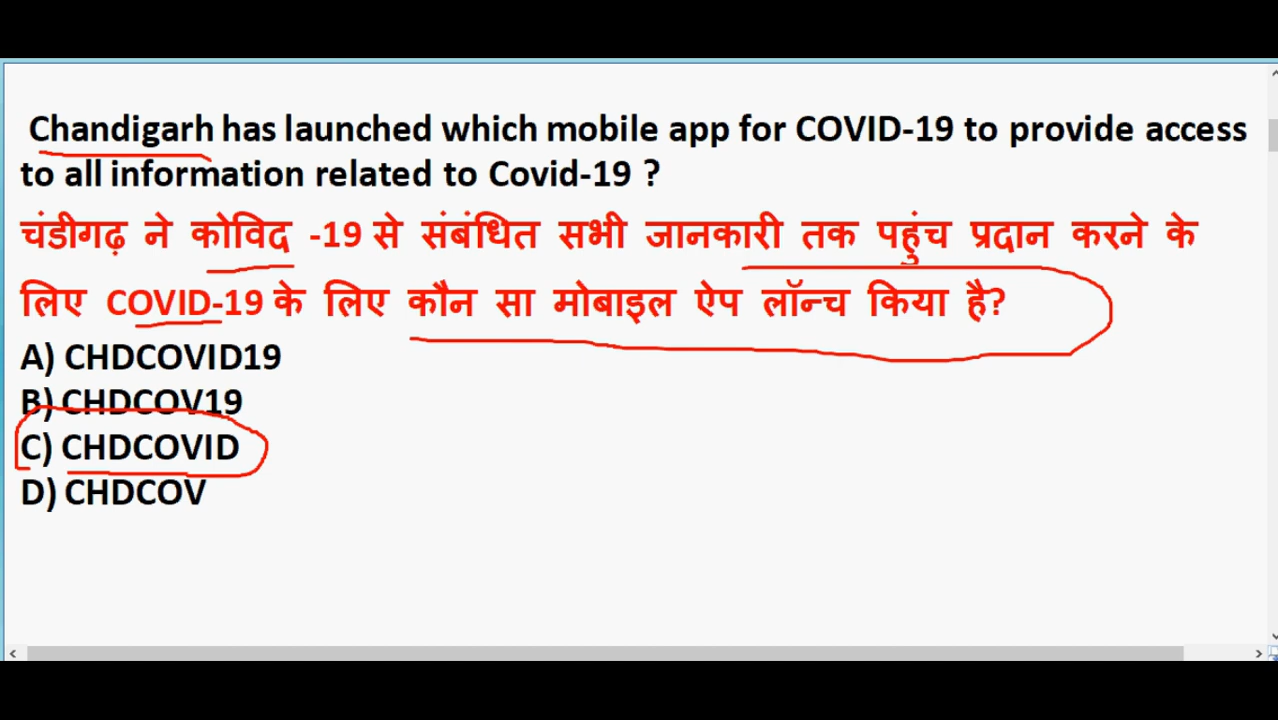 Chandigarh has launched which mobile app for COVID-19 to provide access
to all information related to Covid-19 ?
चंडीगढ़ ने कोविद -19 से संबंधित सभी जानकारी तक पहुंच प्रदान करने के
लिए COVID-19 के लिए कौन सा मोबाइल ऐप लॉन्च किया है?
A) CHDCOVID19
B) CHDCOV19
C) CHDCOVID
D) CHDCOV